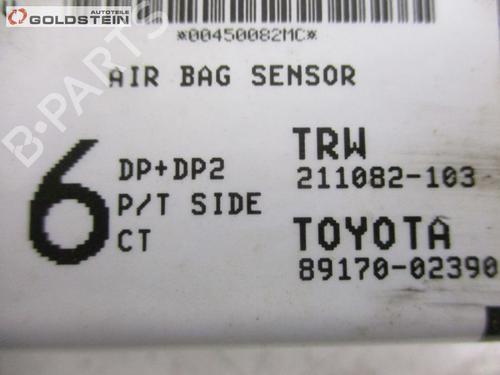 AUTOTEILE
GOLDSTEIN
*00450082MC*
AIR BAG SENSOR
6
DP+DP2
P/T SIDE
CT
TRW
211082-103
TOYOTA
89170-02390
B-PARTS